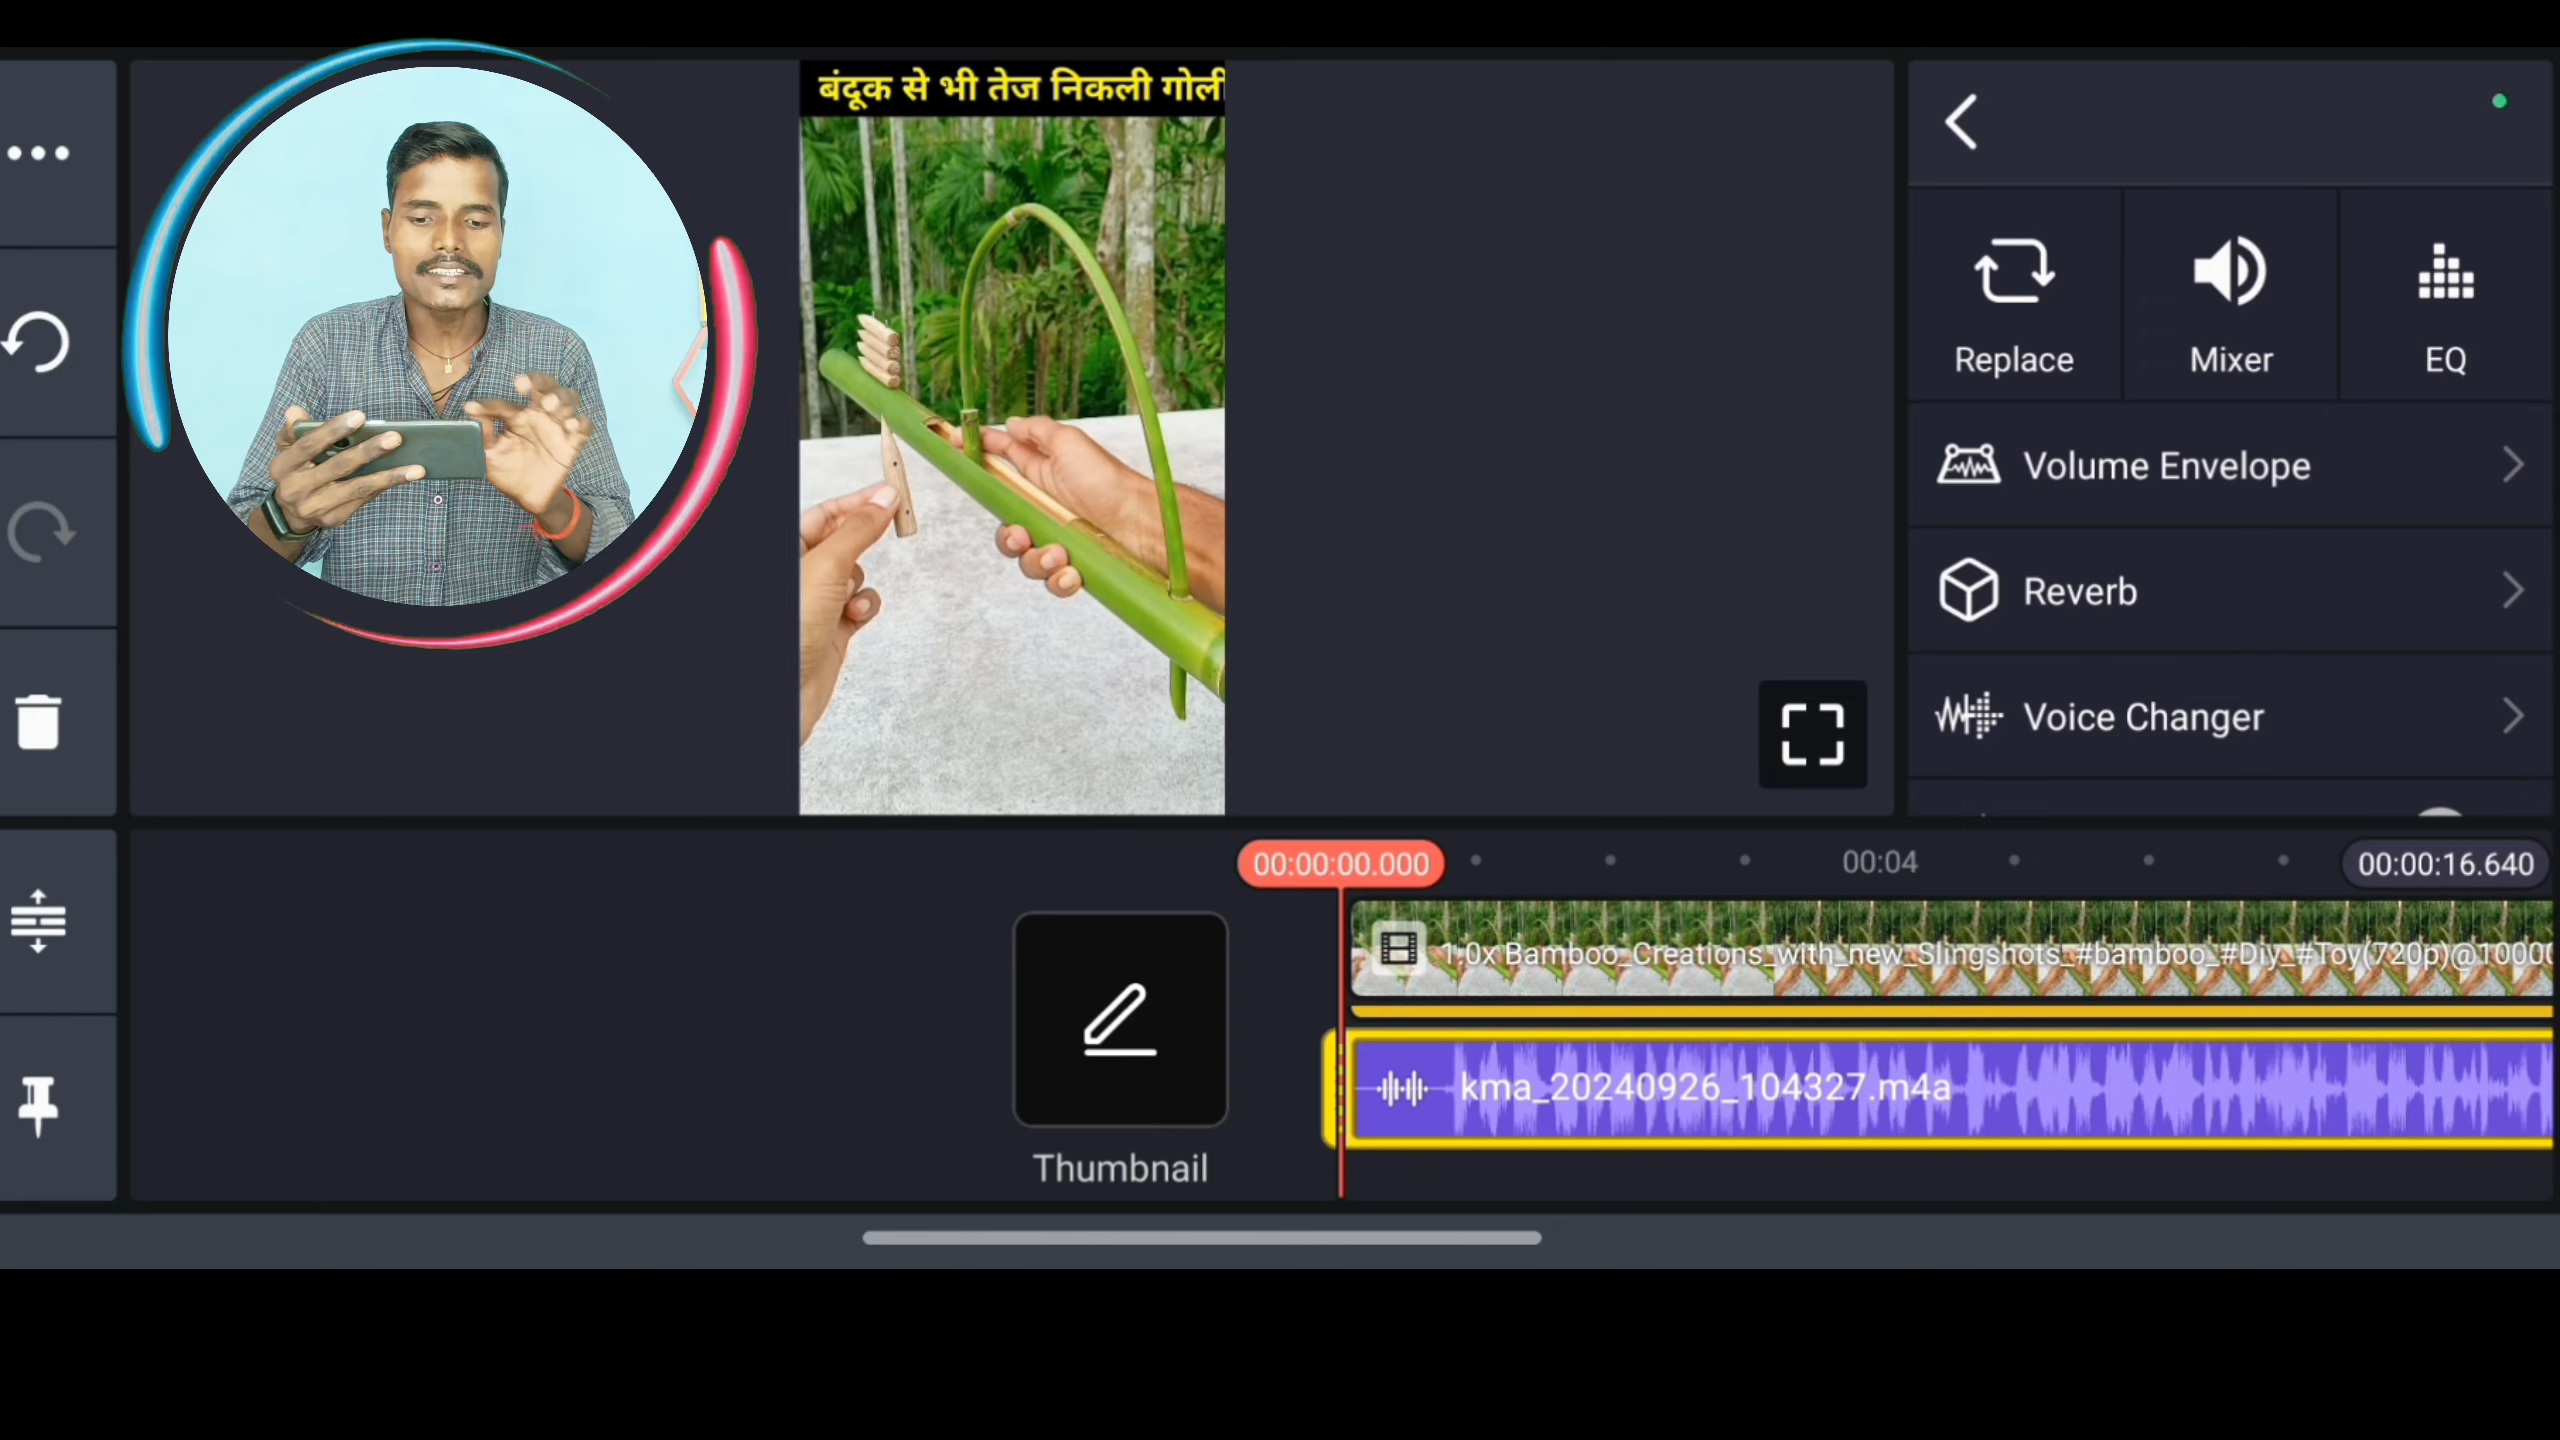 बंदूक से भी तेज निकली गोली
Replace
Mixer
EQ
Volume Envelope
Reverb
Voice Changer
00:00:00.000
00:04
00:00:16.640
1.0x Bamboo_Creations_with_new_Slingshots_#bamboo_#Diy_#Toy(720p)@1000
kma_20240926_104327.m4a
Thumbnail